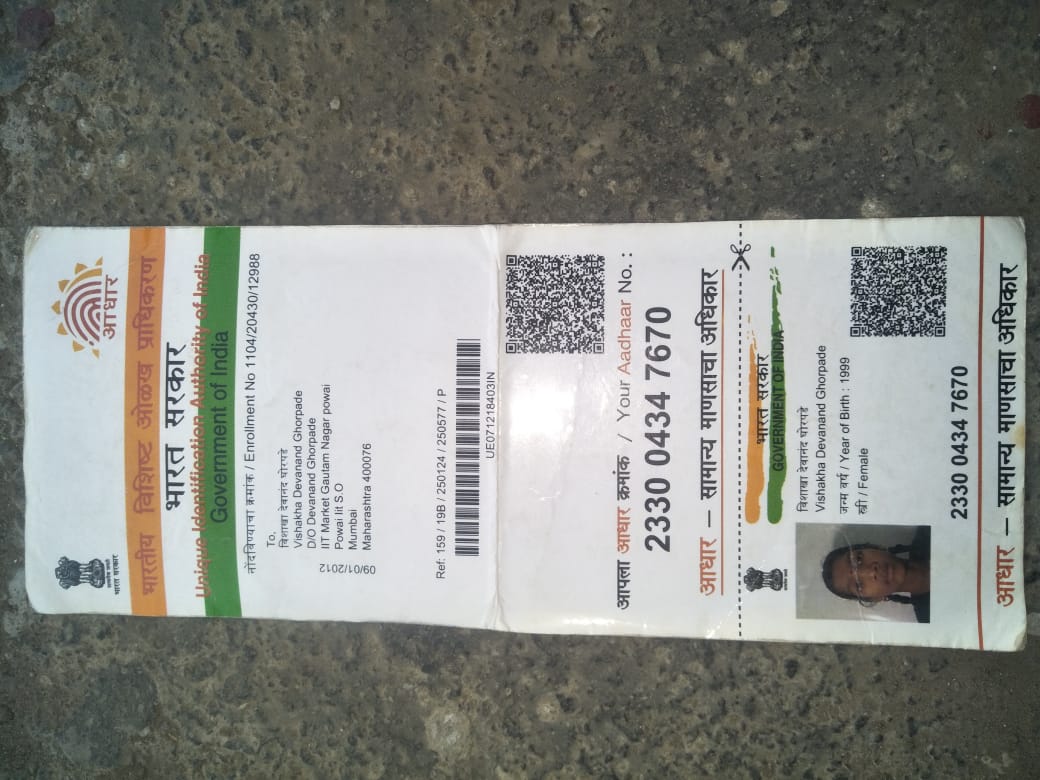 आधार
भारत सरकार
भारतीय विशिष्ट ओळख प्राधिकरण
भारत सरकार
Unique Identification Authority of India
Government of India
नोंदविण्याचा क्रमांक / Enrollment No 1104/20430/12988
To,
विशाखा देवानंद घोरपडे
Vishakha Devanand Ghorpade
D/O Devanand Ghorpade
IIT Market Gautam Nagar powai
Powai Iit S.O
Mumbai
Maharashtra 400076
09/01/2012
Ref: 159 / 19B / 250124 / 250577 / P
UE071218403IN
आपला आधार क्रमांक / Your Aadhaar No. :
2330 0434 7670
आधार – सामान्य माणसाचा अधिकार
भारत सरकार
GOVERNMENT OF INDIA
विशाखा देवानंद घोरपडे
Vishakha Devanand Ghorpade
जन्म वर्ष / Year of Birth : 1999
स्त्री / Female
2330 0434 7670
आधार – सामान्य माणसाचा अधिकार